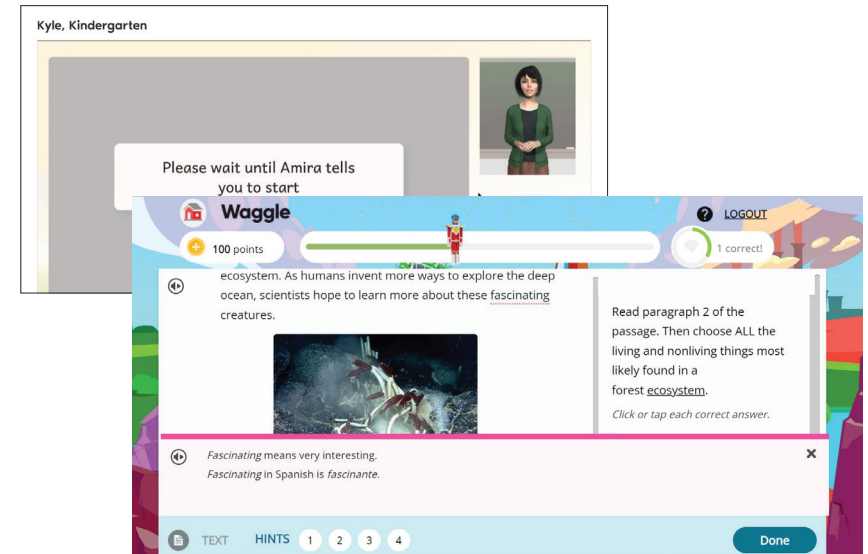 Kyle, Kindergarten
Please wait until Amira tells
you to start
Waggle
LOGOUT
100 points
1 correct!
ecosystem. As humans invent more ways to explore the deep
ocean, scientists hope to learn more about these fascinating
creatures.
Read paragraph 2 of the
passage. Then choose ALL the
living and nonliving things most
likely found in a
forest ecosystem.
Click or tap each correct answer.
Fascinating means very interesting.
Fascinating in Spanish is fascinante.
TEXT HINTS 1 2 3 4 Done